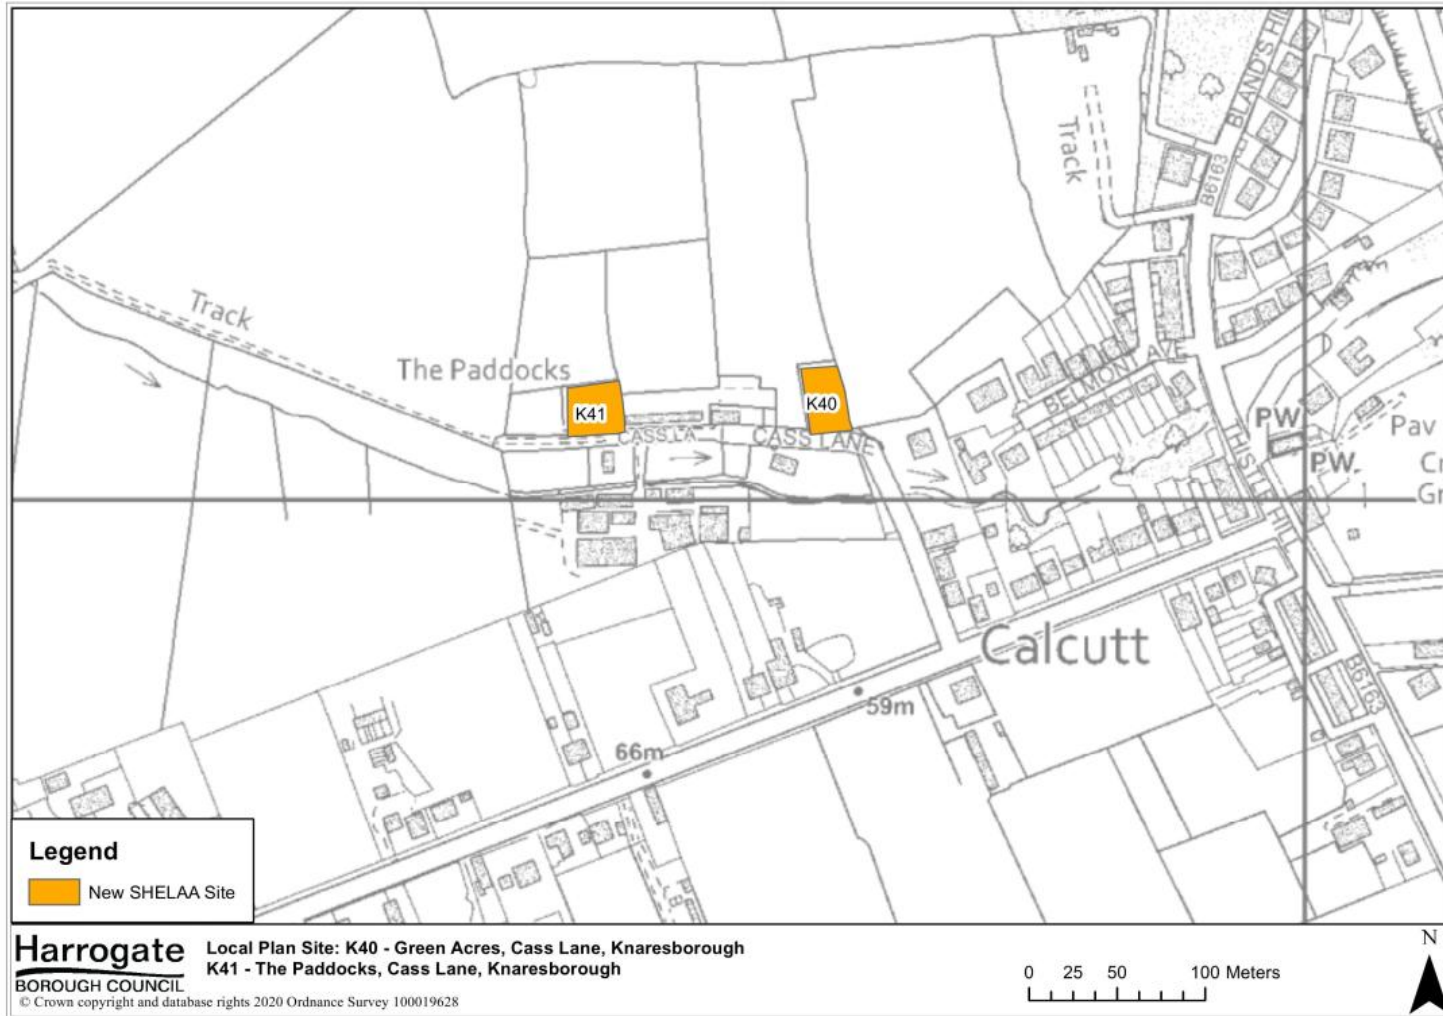 BLAND'S HILL
B6163
Track
Track
The Paddocks
BELMONT AVE
K40
K41
CASS LA
CASS LANE
PW
PW
Pav
Cr
Gr
Calcutt
59m
66m
B6163
Legend
New SHELAA Site
Harrogate
BOROUGH COUNCIL
Local Plan Site: K40 - Green Acres, Cass Lane, Knaresborough
K41 - The Paddocks, Cass Lane, Knaresborough
© Crown copyright and database rights 2020 Ordnance Survey 100019628
0 25 50 100 Meters
N